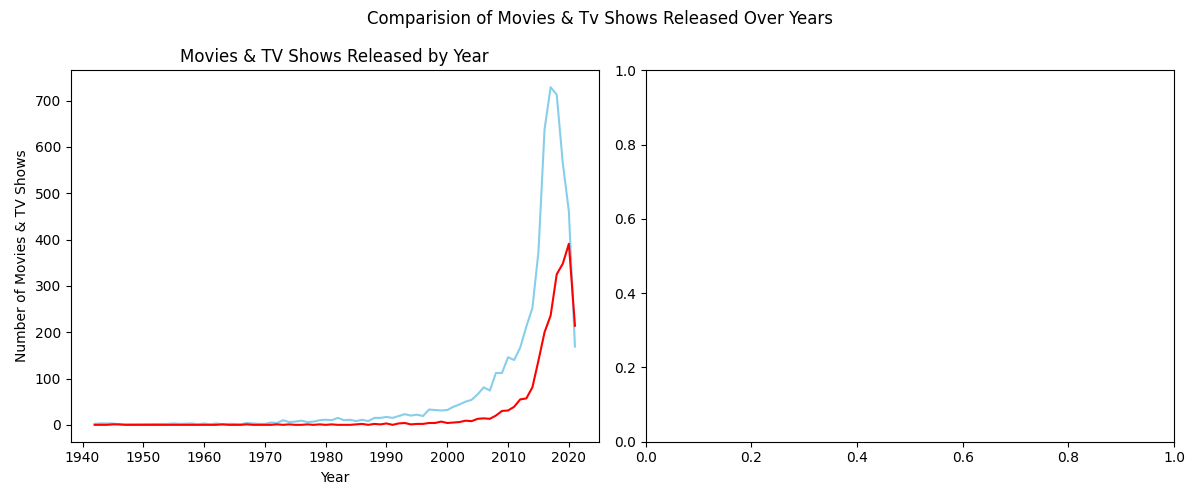 Comparision of Movies & Tv Shows Released Over Years
Movies & TV Shows Released by Year
Number of Movies & TV Shows
700
600
500
400
300
200
100
0
1940 1950 1960 1970 1980 1990 2000 2010 2020
Year
1.0
0.8
0.6
0.4
0.2
0.0
0.0 0.2 0.4 0.6 0.8 1.0